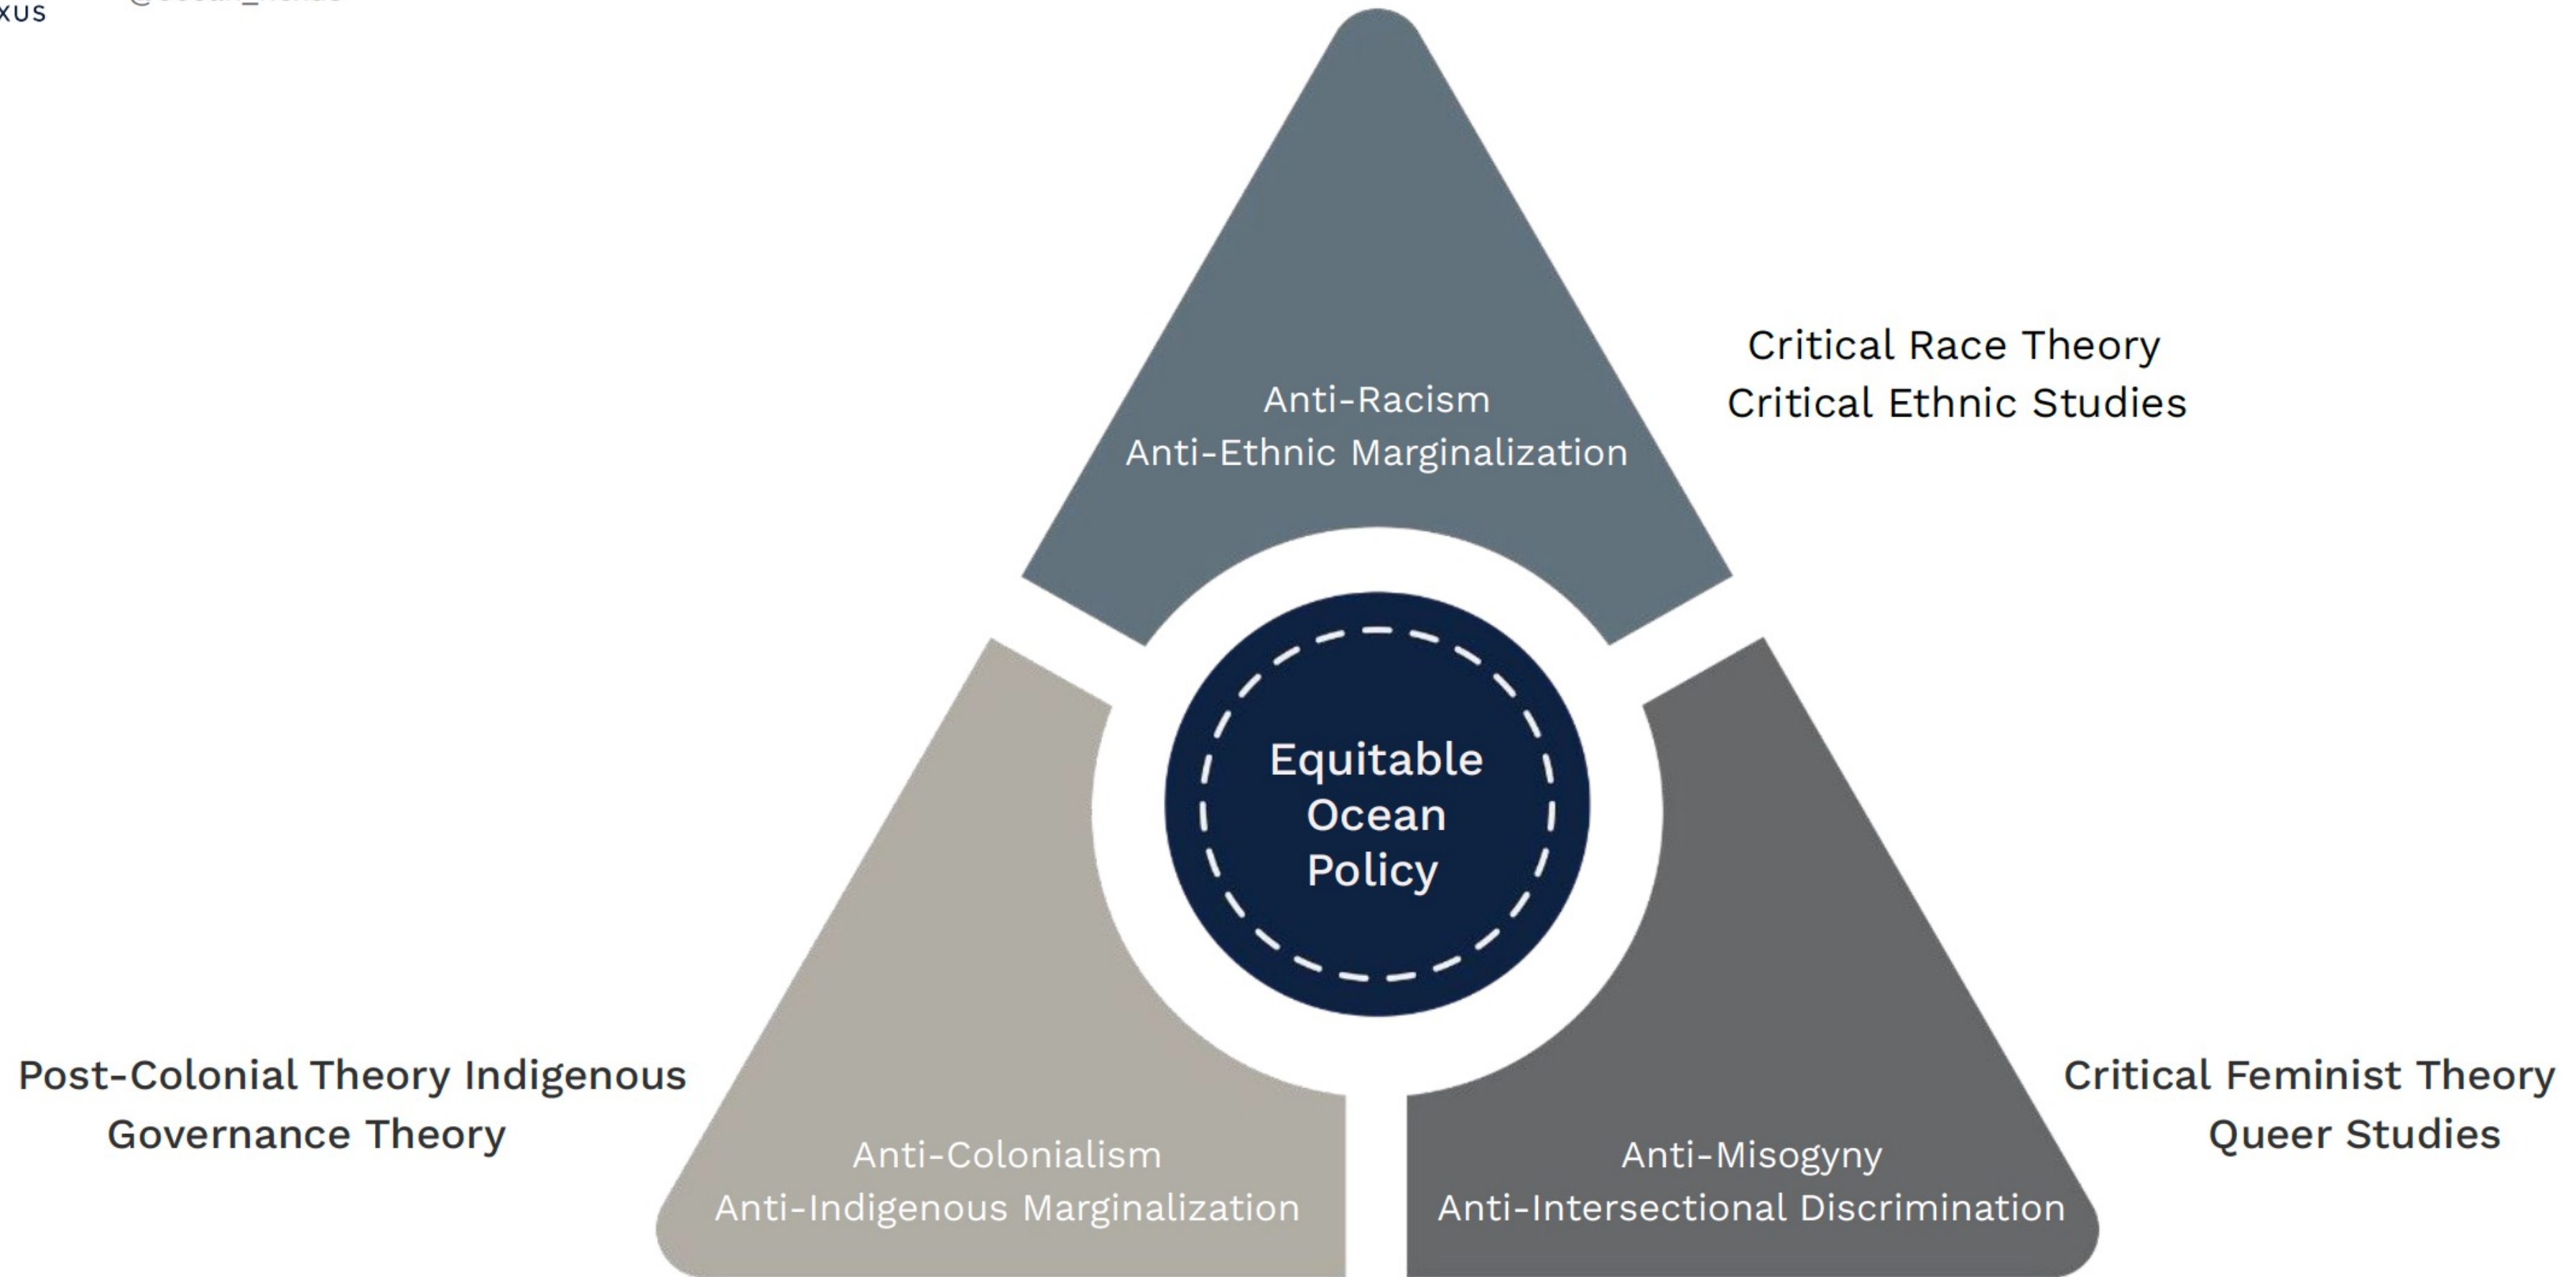 Critical Race Theory
Critical Ethnic Studies
Anti-Racism
Anti-Ethnic Marginalization
Equitable
Ocean
Policy
Post-Colonial Theory Indigenous
Governance Theory
Anti-Colonialism
Anti-Indigenous Marginalization
Anti-Misogyny
Anti-Intersectional Discrimination
Critical Feminist Theory
Queer Studies